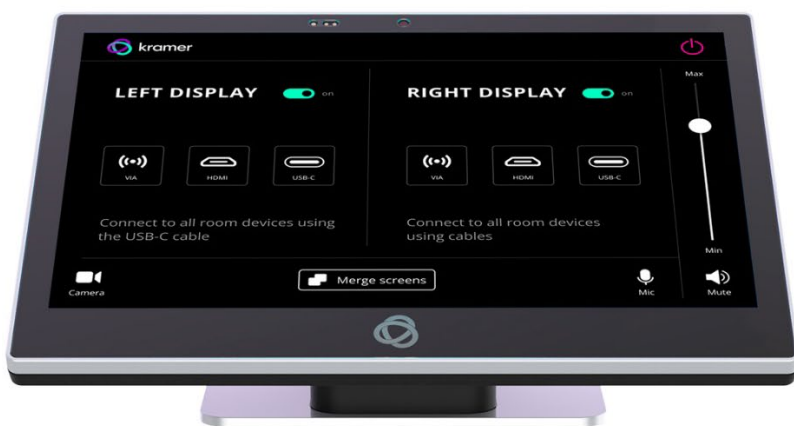 kramer
LEFT DISPLAY
on
RIGHT DISPLAY
on
Max
VIA
HDMI
USB-C
VIA
HDMI
USB-C
Connect to all room devices using
the USB-C cable
Connect to all room devices
using cables
Min
Camera
Merge screens
Mic
Mute